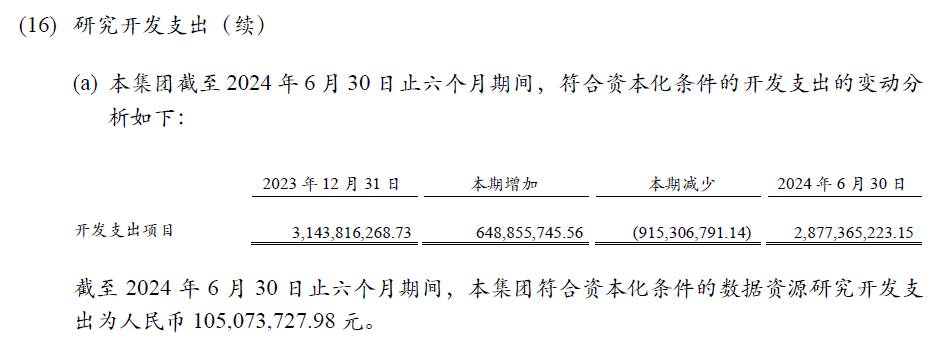 (16) 研究开发支出（续）
(a) 本集团截至 2024 年 6 月 30 日止六个月期间，符合资本化条件的开发支出的变动分
析如下：
2023 年 12 月 31 日 本期增加 本期减少 2024 年 6 月 30 日
开发支出项目 3,143,816,268.73 648,855,745.56 (915,306,791.14) 2,877,365,223.15
截至 2024 年 6 月 30 日止六个月期间，本集团符合资本化条件的数据资源研究开发支
出为人民币 105,073,727.98 元。